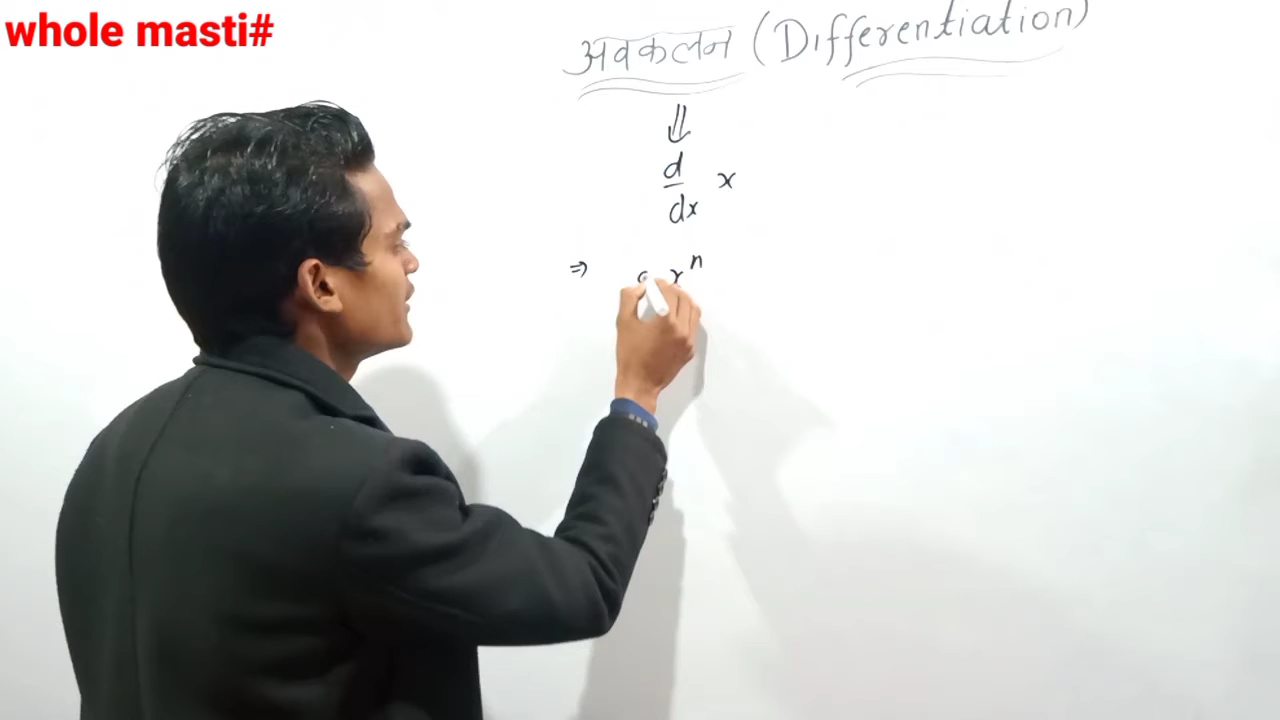 whole masti#
अवकलन (Differentiation)
⇓
d/dx x
⇒ x^n